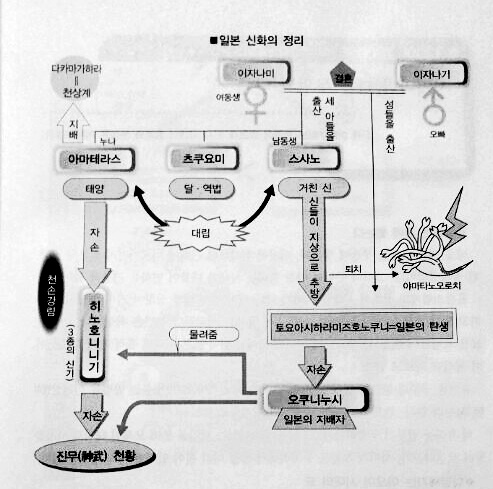 ■일본 신화의 정리
다카마가하라
=
천상계
이자나미
결혼
이자나기
여동생
오빠
세 아들을 출산
섬들을 출산
지배
누나
남동생
아마테라스
츠쿠요미
스사노
태양
달·역법
거친 신
대립
자손
신들이 지상으로 추방
퇴치
야마타노오로치
천손강림
히노호니니기
(3종의 신기)
토요아시하라미즈호노쿠니=일본의 탄생
물려줌
자손
오쿠니누시
일본의 지배자
자손
진무(神武) 천황